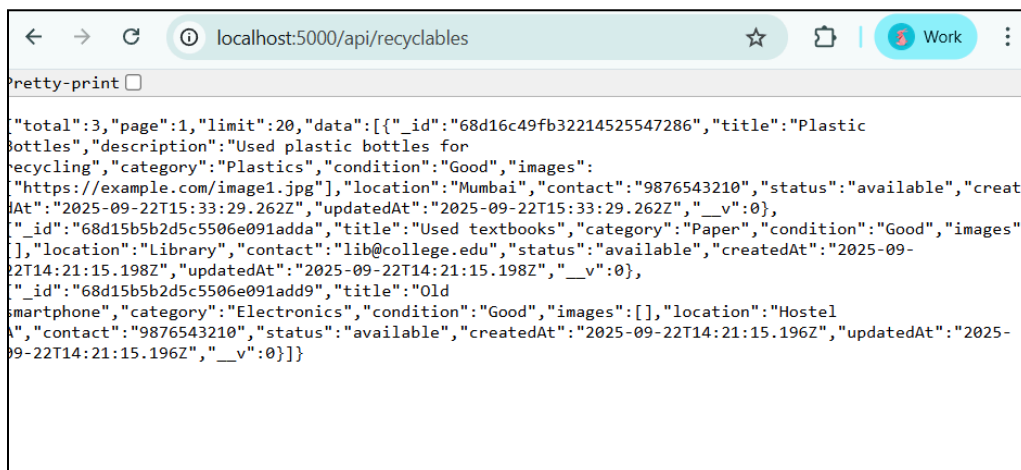 localhost:5000/api/recyclables
Work
Pretty-print
{"total":3,"page":1,"limit":20,"data":[{"_id":"68d16c49fb32214525547286","title":"Plastic
Bottles","description":"Used plastic bottles for
recycling","category":"Plastics","condition":"Good","images":
["https://example.com/image1.jpg"],"location":"Mumbai","contact":"9876543210","status":"available","creat
dAt":"2025-09-22T15:33:29.262Z","updatedAt":"2025-09-22T15:33:29.262Z","__v":0},
{"_id":"68d15b5b2d5c5506e091adda","title":"Used textbooks","category":"Paper","condition":"Good","images"
[],"location":"Library","contact":"lib@college.edu","status":"available","createdAt":"2025-09-
22T14:21:15.198Z","updatedAt":"2025-09-22T14:21:15.198Z","__v":0},
{"_id":"68d15b5b2d5c5506e091add9","title":"Old
smartphone","category":"Electronics","condition":"Good","images":[],"location":"Hostel
A","contact":"9876543210","status":"available","createdAt":"2025-09-22T14:21:15.196Z","updatedAt":"2025-
09-22T14:21:15.196Z","__v":0}]}